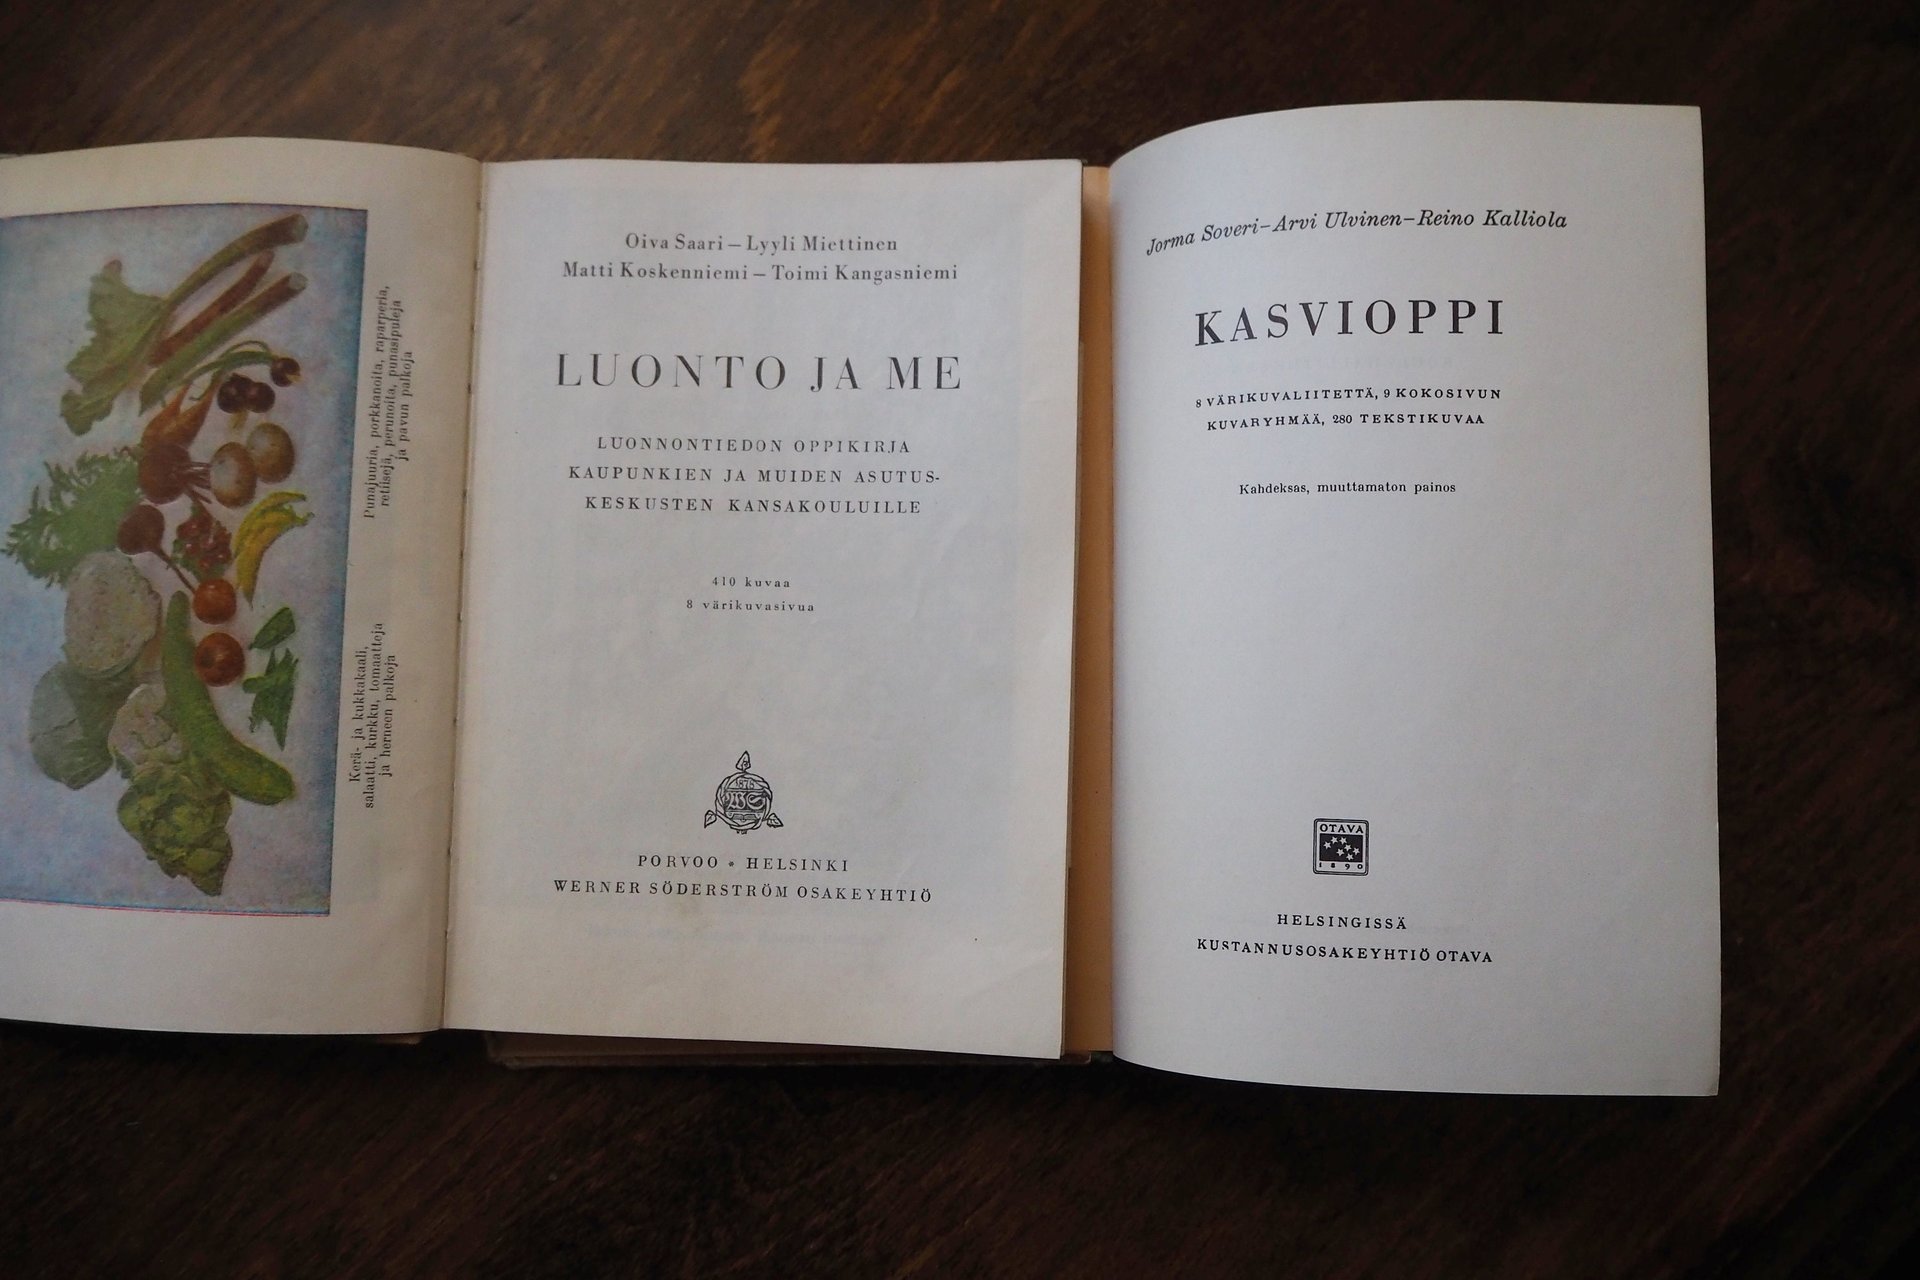 Punajuuria, porkkanoita, raparperia,
retiisejä, perunoita, punasipuleja
ja pavun palkoja
Kerä- ja kukkakaali,
salaatti, kurkku, tomaatteja
ja herneen palkoja
Oiva Saari – Lyyli Miettinen
Matti Koskenniemi – Toimi Kangasniemi
LUONTO JA ME
LUONNONTIEDON OPPIKIRJA
KAUPUNKIEN JA MUIDEN ASUTUS-
KESKUSTEN KANSAKOULUILLE
410 kuvaa
8 värikuvasivua
1878
WS
PORVOO * HELSINKI
WERNER SÖDERSTRÖM OSAKEYHTIÖ
Jorma Soveri–Arvi Ulvinen–Reino Kalliola
KASVIOPPI
8 VÄRIKUVALIITETTÄ, 9 KOKOSIVUN
KUVARYHMÄÄ, 280 TEKSTIKUVAA
Kahdeksas, muuttamaton painos
OTAVA
1890
HELSINGISSÄ
KUSTANNUSOSAKEYHTIÖ OTAVA